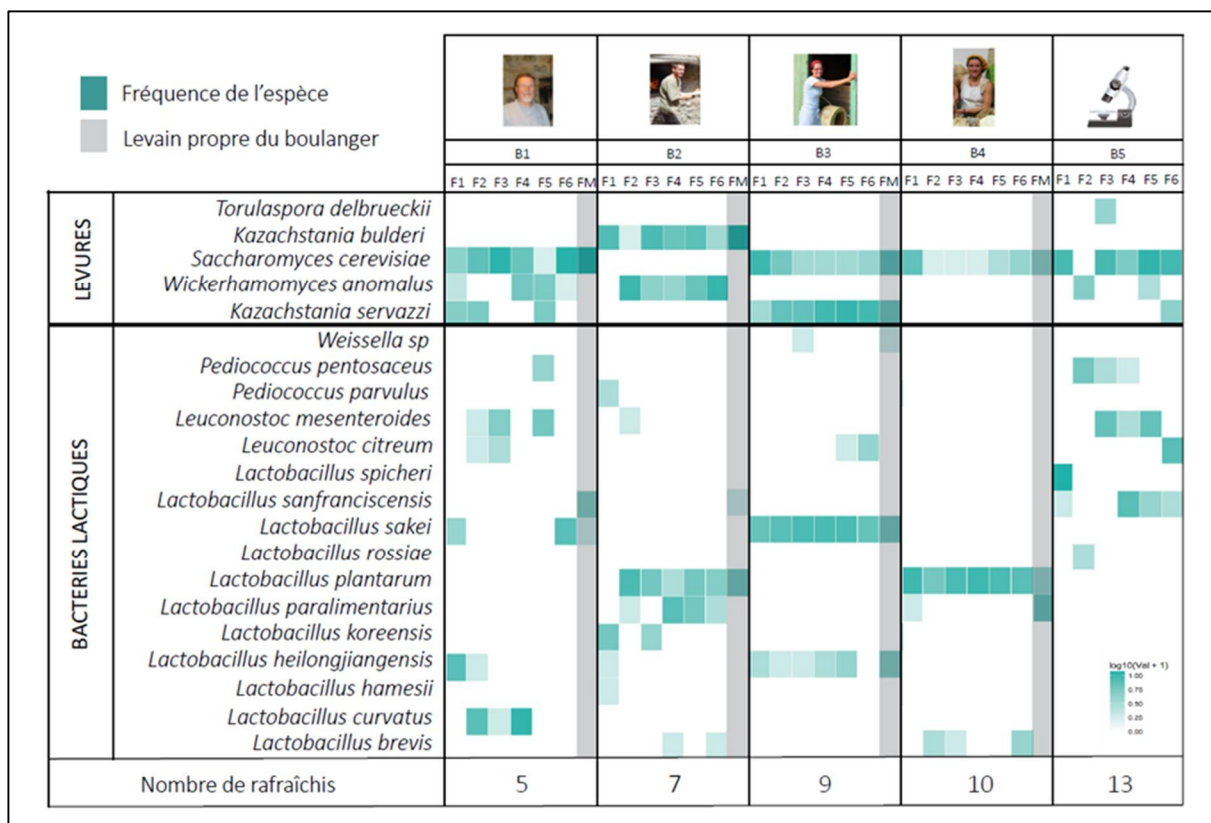 Fréquence de l'espèce
Levain propre du boulanger
B1 B2 B3 B4 B5
F1 F2 F3 F4 F5 F6 FM F1 F2 F3 F4 F5 F6 FM F1 F2 F3 F4 F5 F6 FM F1 F2 F3 F4 F5 F6 FM F1 F2 F3 F4 F5 F6
LEVURES
Torulaspora delbrueckii
Kazachstania bulderi
Saccharomyces cerevisiae
Wickerhamomyces anomalus
Kazachstania servazzi
BACTERIES LACTIQUES
Weissella sp
Pediococcus pentosaceus
Pediococcus parvulus
Leuconostoc mesenteroides
Leuconostoc citreum
Lactobacillus spicheri
Lactobacillus sanfranciscensis
Lactobacillus sakei
Lactobacillus rossiae
Lactobacillus plantarum
Lactobacillus paralimentarius
Lactobacillus koreensis
Lactobacillus heilongjiangensis
Lactobacillus hamesii
Lactobacillus curvatus
Lactobacillus brevis
log10(Val + 1)
1.00
0.75
0.50
0.25
0.00
Nombre de rafraîchis 5 7 9 10 13